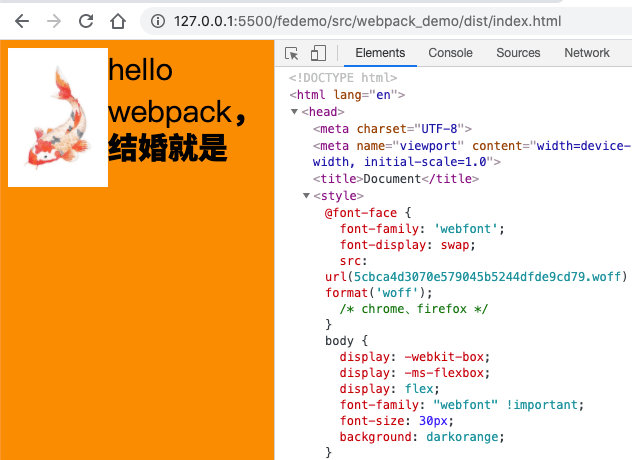 127.0.0.1:5500/fedemo/src/webpack_demo/dist/index.html
hello
webpack，
结婚就是
Elements Console Sources Network
<!DOCTYPE html>
<html lang="en">
<head>
<meta charset="UTF-8">
<meta name="viewport" content="width=device-
width, initial-scale=1.0">
<title>Document</title>
<style>
@font-face {
font-family: 'webfont';
font-display: swap;
src:
url(5cbca4d3070e579045b5244dfde9cd79.woff)
format('woff');
/* chrome、firefox */
}
body {
display: -webkit-box;
display: -ms-flexbox;
display: flex;
font-family: "webfont" !important;
font-size: 30px;
background: darkorange;
}